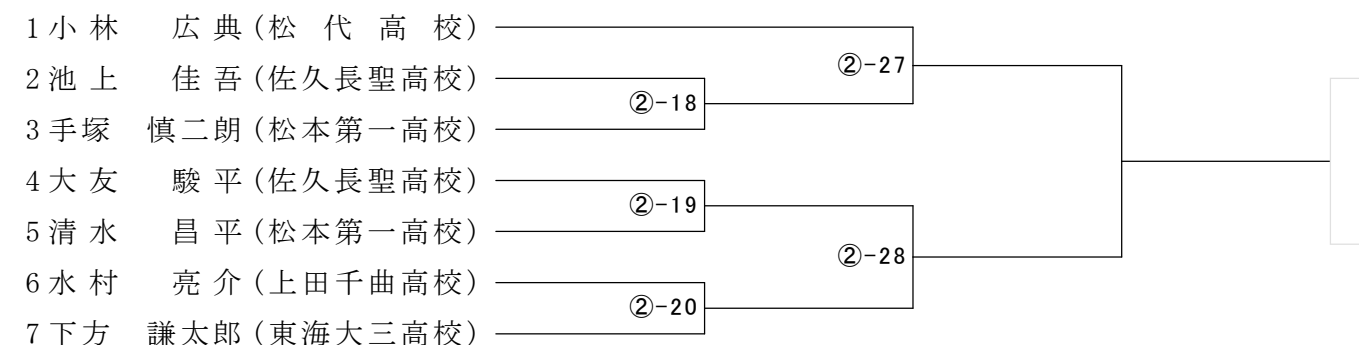 1 小林 広典 (松代高校)
②-27
2 池上 佳吾 (佐久長聖高校)
②-18
3 手塚 慎二朗 (松本第一高校)
4 大友 駿平 (佐久長聖高校)
②-19
5 清水 昌平 (松本第一高校)
②-28
6 水村 亮介 (上田千曲高校)
②-20
7 下方 謙太郎 (東海大三高校)